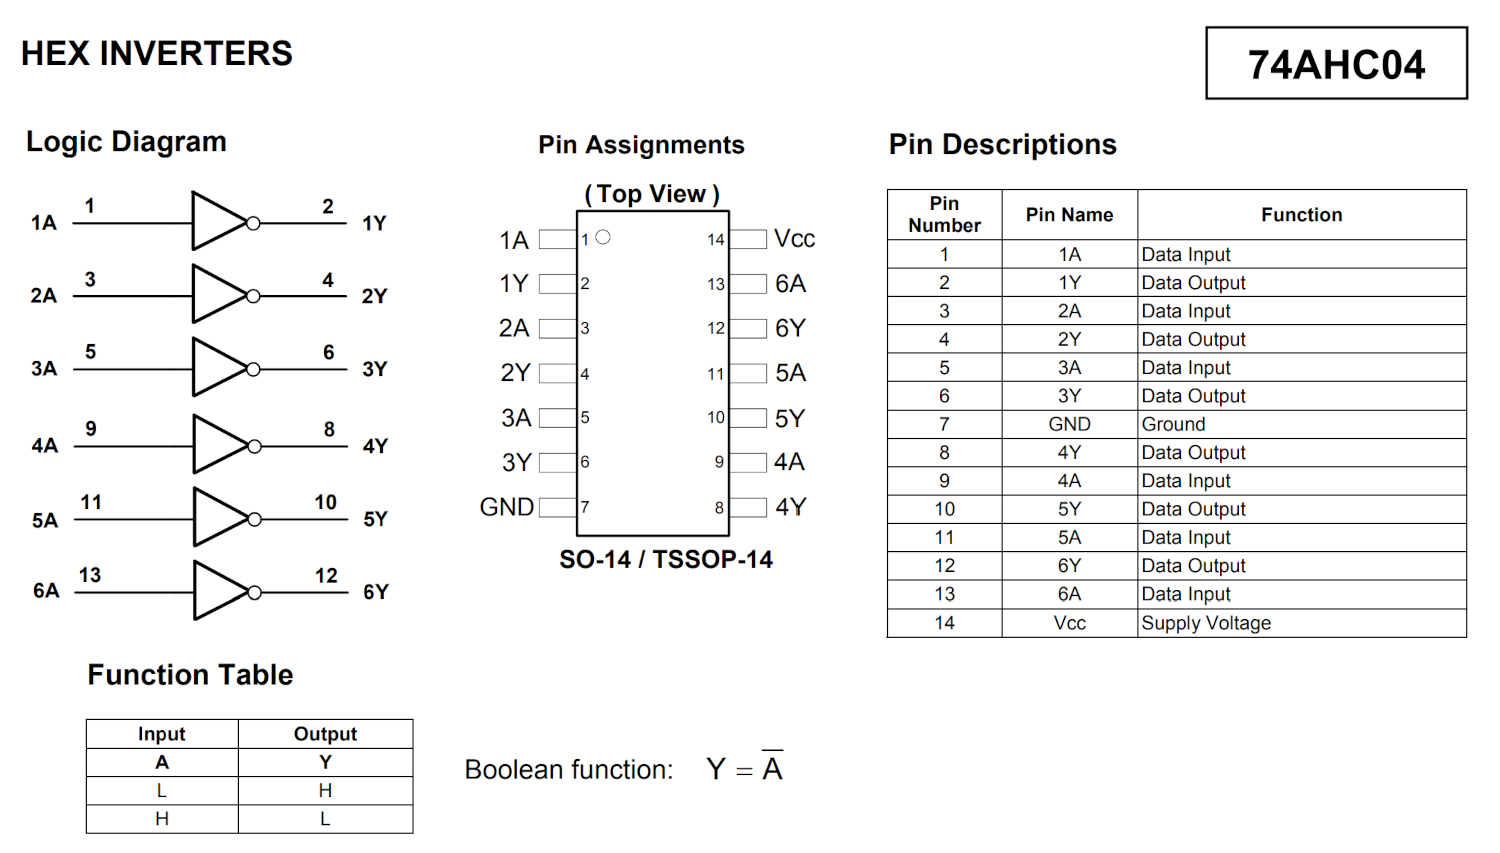 HEX INVERTERS
74AHC04
Logic Diagram
1A 1 2 1Y
2A 3 4 2Y
3A 5 6 3Y
4A 9 8 4Y
5A 11 10 5Y
6A 13 12 6Y
Pin Assignments
( Top View )
1A 1 14 Vcc
1Y 2 13 6A
2A 3 12 6Y
2Y 4 11 5A
3A 5 10 5Y
3Y 6 9 4A
GND 7 8 4Y
SO-14 / TSSOP-14
Pin Descriptions
Pin
Number Pin Name Function
1 1A Data Input
2 1Y Data Output
3 2A Data Input
4 2Y Data Output
5 3A Data Input
6 3Y Data Output
7 GND Ground
8 4Y Data Output
9 4A Data Input
10 5Y Data Output
11 5A Data Input
12 6Y Data Output
13 6A Data Input
14 Vcc Supply Voltage
Function Table
Input Output
A Y
L H
H L
Boolean function: Y = A̅